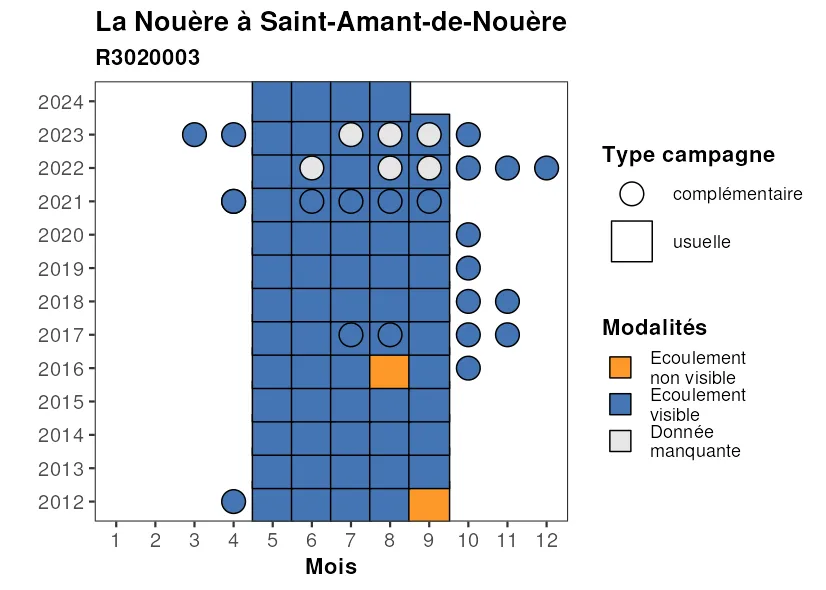 La Nouère à Saint-Amant-de-Nouère
R3020003
2024
2023
2022
2021
2020
2019
2018
2017
2016
2015
2014
2013
2012
1 2 3 4 5 6 7 8 9 10 11 12
Mois
Type campagne
complémentaire
usuelle
Modalités
Ecoulement
non visible
Ecoulement
visible
Donnée
manquante